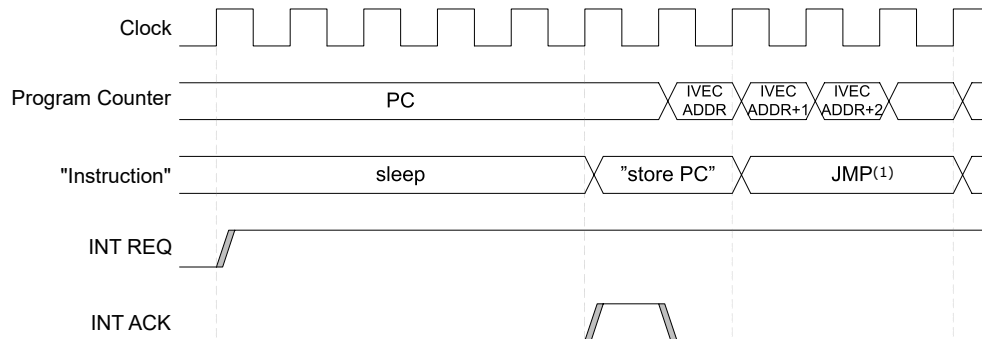 Clock
Program Counter
PC
IVEC
ADDR
IVEC
ADDR+1
IVEC
ADDR+2
"Instruction"
sleep
”store PC”
JMP(1)
INT REQ
INT ACK